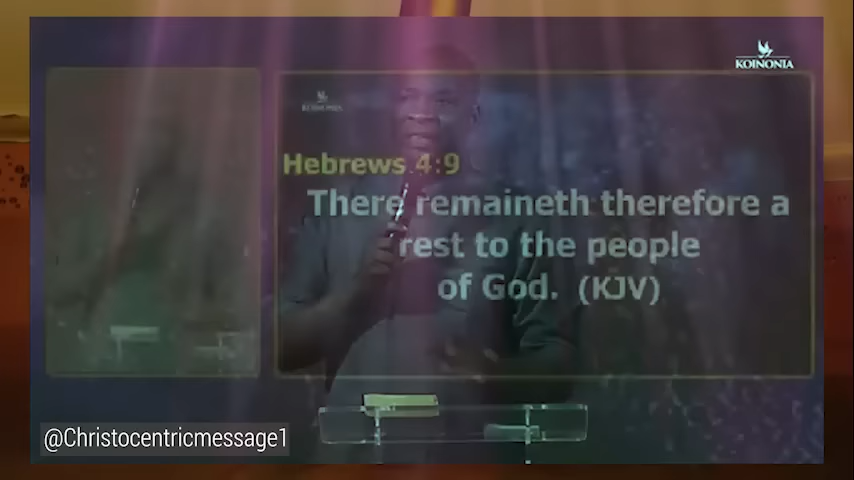 KOINONIA
KOINONIA
Hebrews 4:9
There remaineth therefore a
rest to the people
of God. (KJV)
@Christocentricmessage1